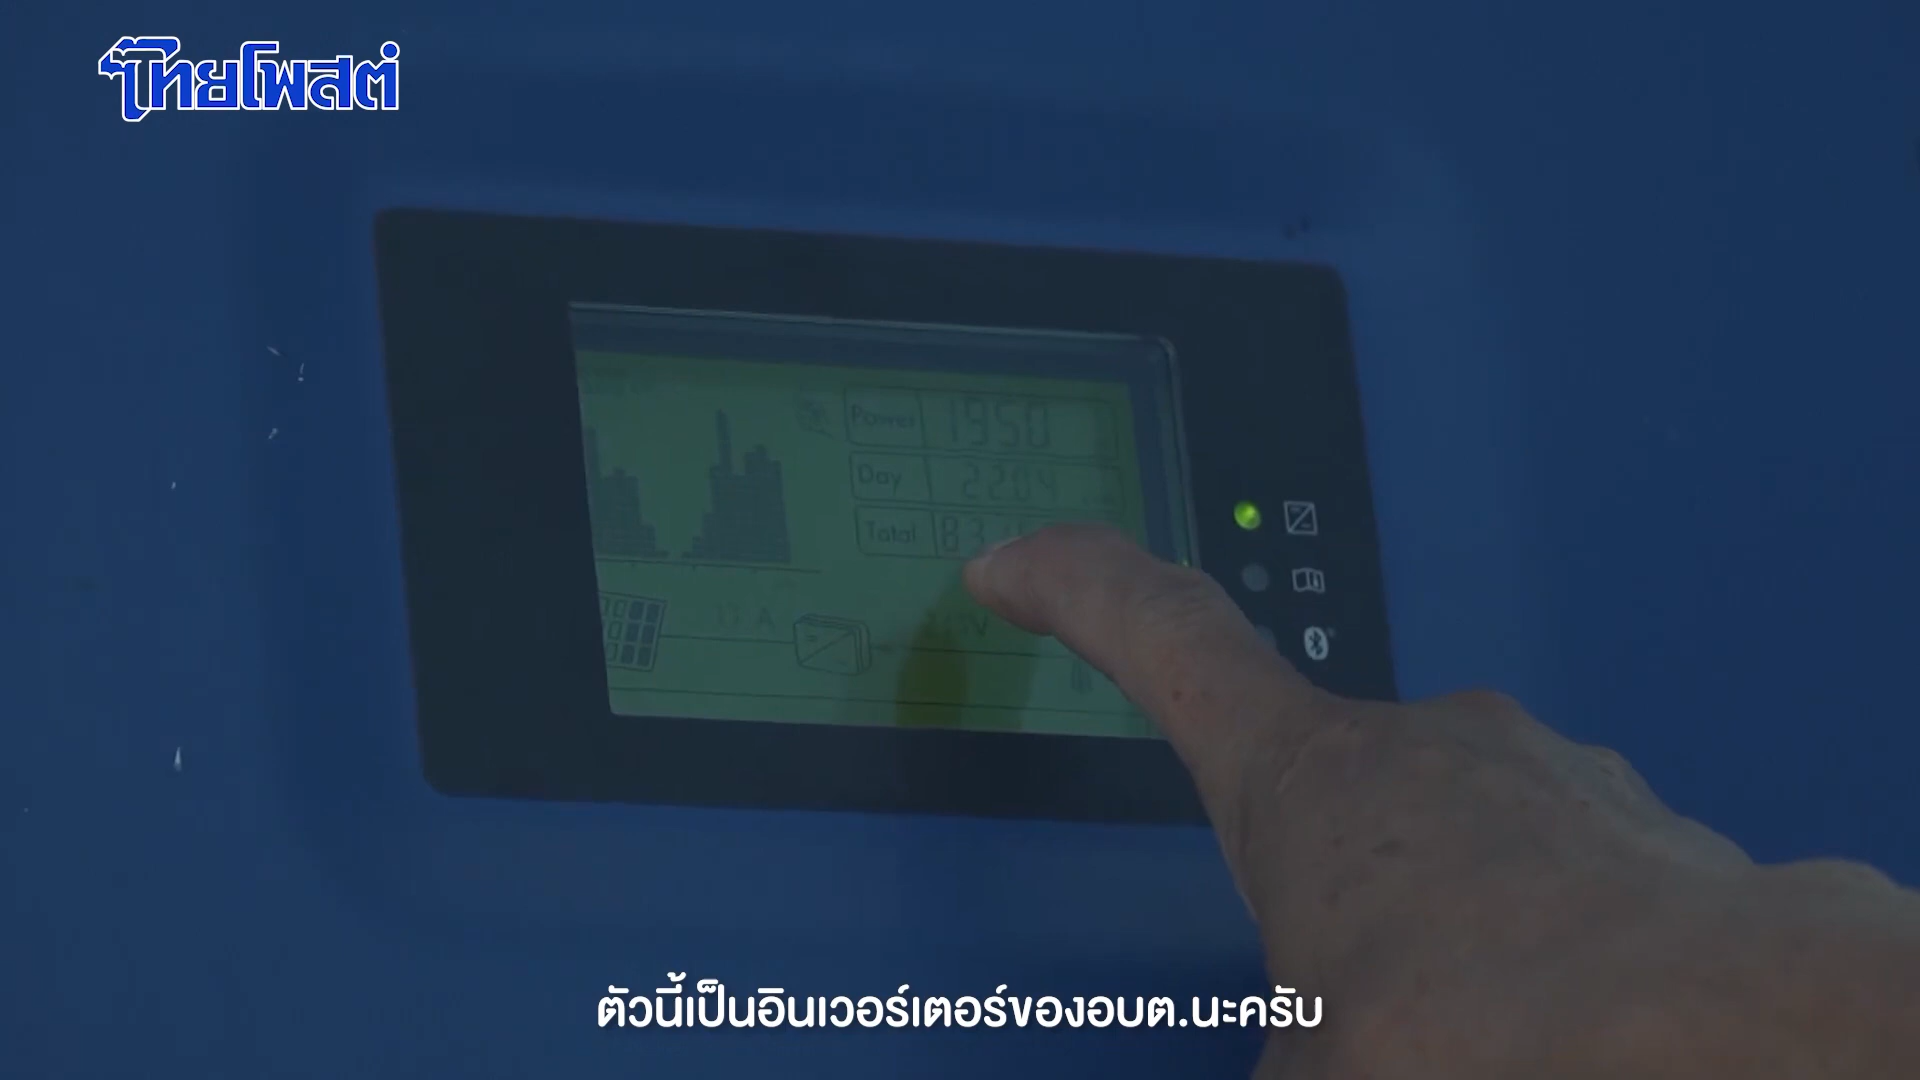 ไทยโพสต์
Power 1950
Day 22.04
Total
ตัวนี้เป็นอินเวอร์เตอร์ของอบต.นะครับ